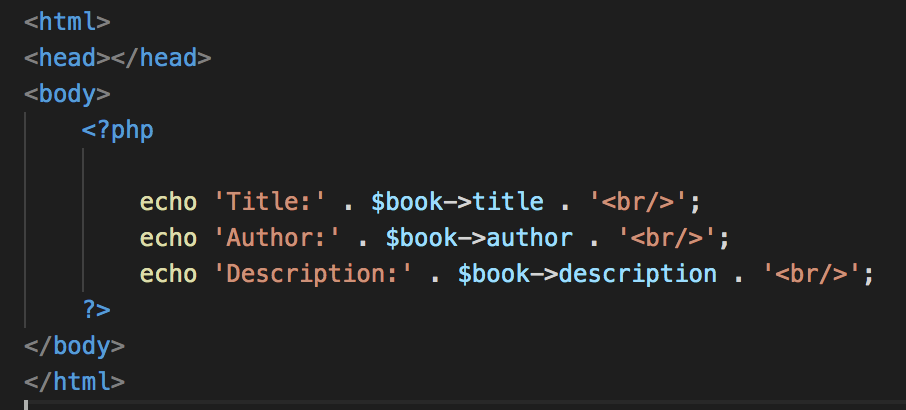 <html>
<head></head>
<body>
<?php
echo 'Title:' . $book->title . '<br/>';
echo 'Author:' . $book->author . '<br/>';
echo 'Description:' . $book->description . '<br/>';
?>
</body>
</html>